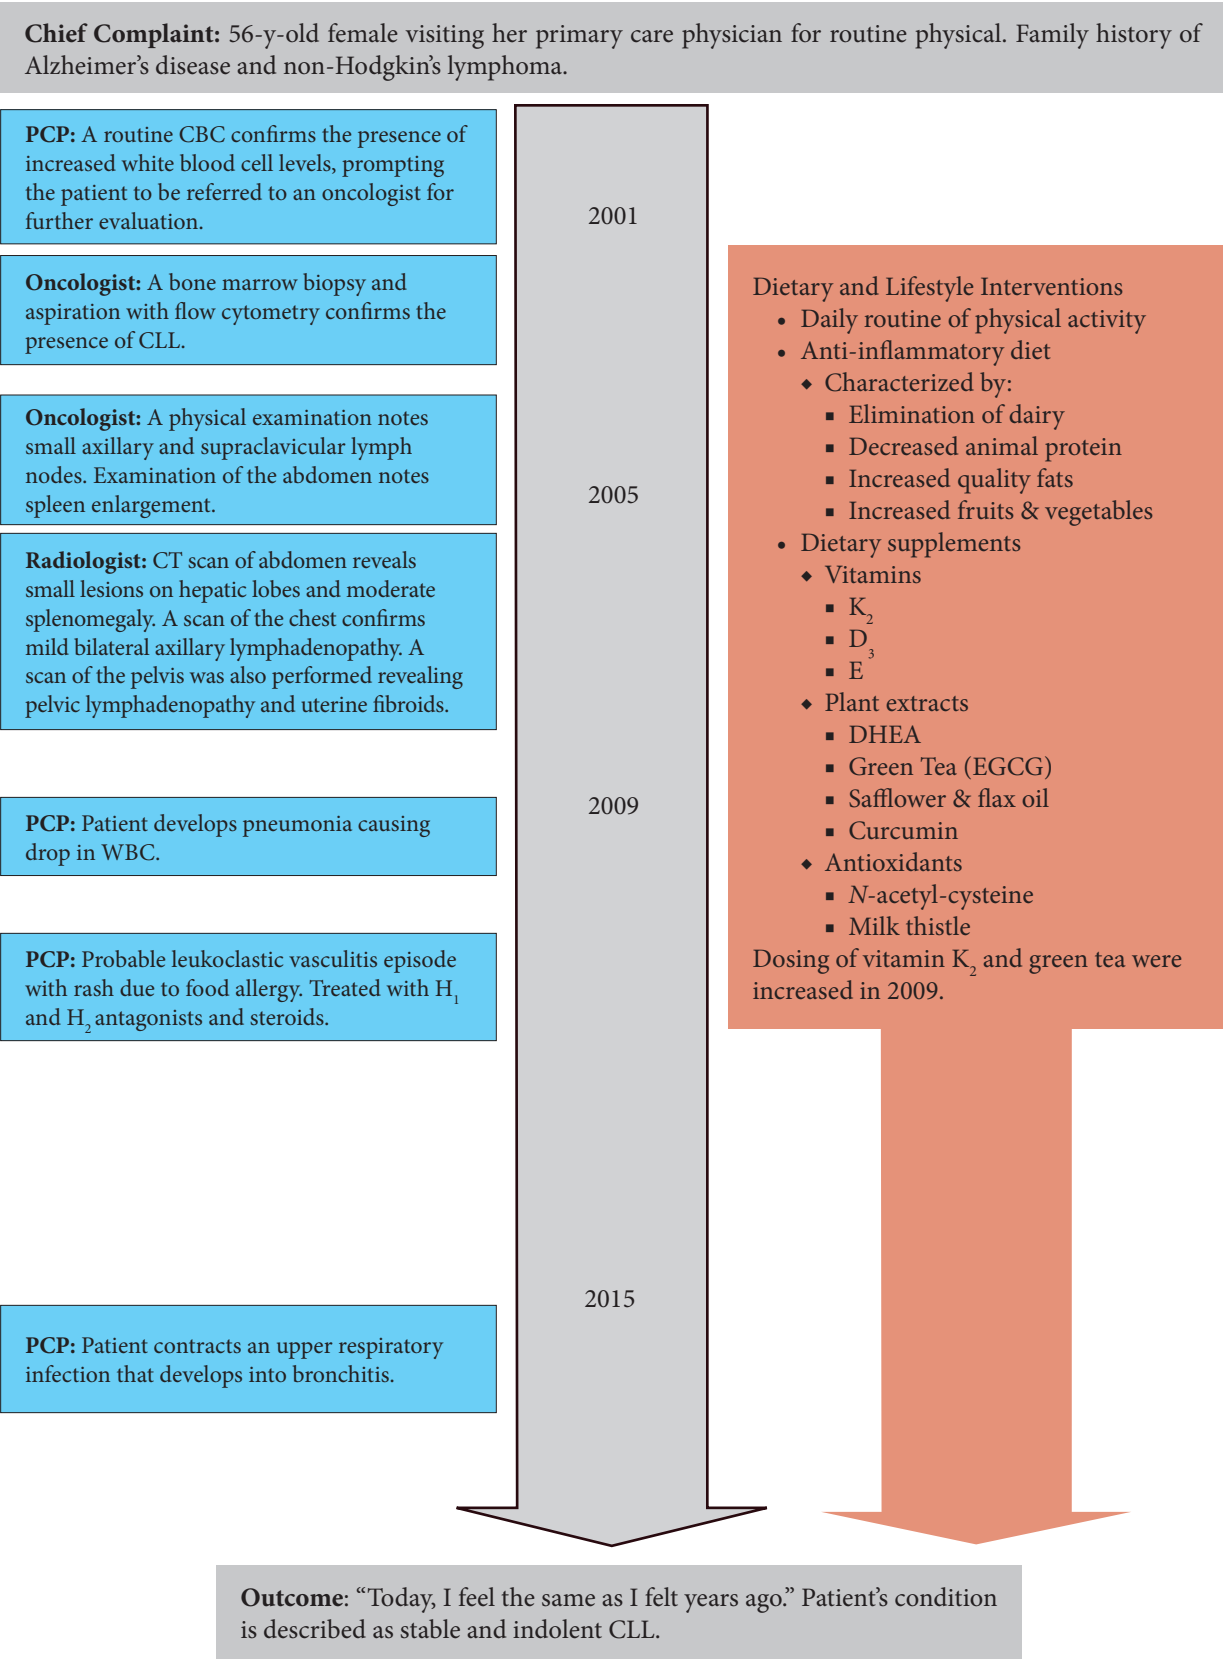 Chief Complaint: 56-y-old female visiting her primary care physician for routine physical. Family history of
Alzheimer’s disease and non-Hodgkin’s lymphoma.
PCP: A routine CBC confirms the presence of
increased white blood cell levels, prompting
the patient to be referred to an oncologist for
further evaluation.
2001
Oncologist: A bone marrow biopsy and
aspiration with flow cytometry confirms the
presence of CLL.
Oncologist: A physical examination notes
small axillary and supraclavicular lymph
nodes. Examination of the abdomen notes
spleen enlargement.
2005
Radiologist: CT scan of abdomen reveals
small lesions on hepatic lobes and moderate
splenomegaly. A scan of the chest confirms
mild bilateral axillary lymphadenopathy. A
scan of the pelvis was also performed revealing
pelvic lymphadenopathy and uterine fibroids.
2009
PCP: Patient develops pneumonia causing
drop in WBC.
PCP: Probable leukoclastic vasculitis episode
with rash due to food allergy. Treated with H₁
and H₂ antagonists and steroids.
2015
PCP: Patient contracts an upper respiratory
infection that develops into bronchitis.
Dietary and Lifestyle Interventions
• Daily routine of physical activity
• Anti-inflammatory diet
◆ Characterized by:
▪ Elimination of dairy
▪ Decreased animal protein
▪ Increased quality fats
▪ Increased fruits & vegetables
• Dietary supplements
◆ Vitamins
▪ K₂
▪ D₃
▪ E
◆ Plant extracts
▪ DHEA
▪ Green Tea (EGCG)
▪ Safflower & flax oil
▪ Curcumin
◆ Antioxidants
▪ N-acetyl-cysteine
▪ Milk thistle
Dosing of vitamin K₂ and green tea were
increased in 2009.
Outcome: “Today, I feel the same as I felt years ago.” Patient’s condition
is described as stable and indolent CLL.